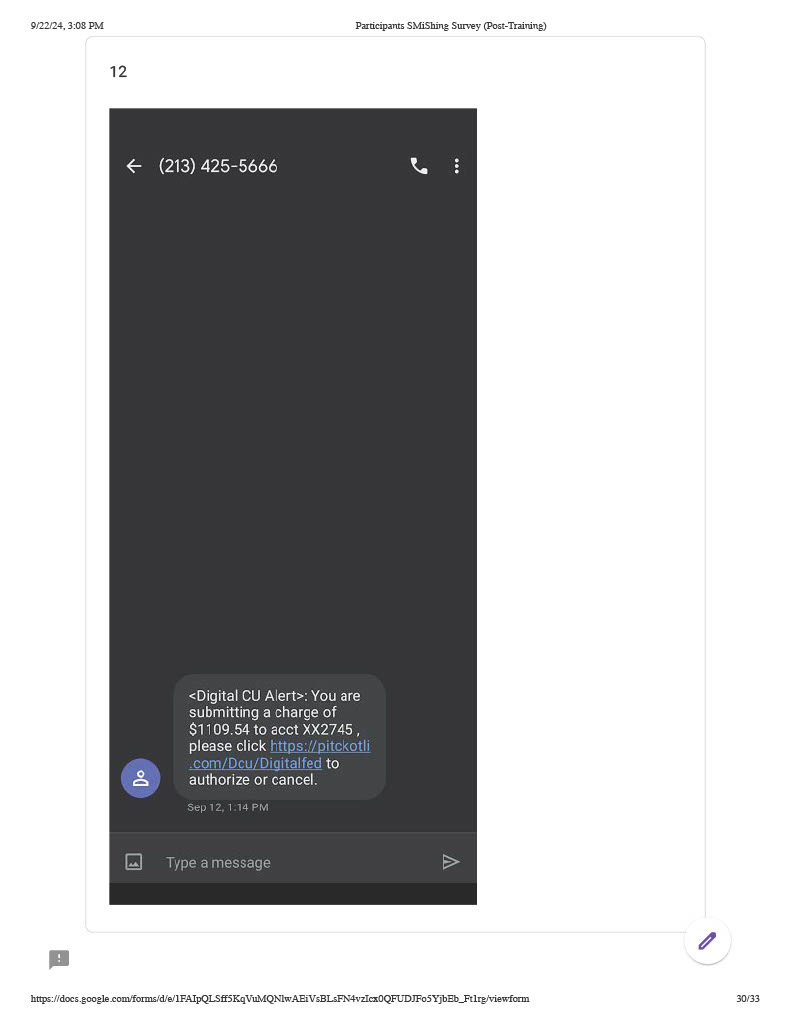 9/22/24, 3:08 PM
Participants SMiShing Survey (Post-Training)
12
(213) 425-5666
<Digital CU Alert>: You are
submitting a charge of
$1109.54 to acct XX2745 ,
please click https://pitckotli
.com/Dcu/Digitalfed to
authorize or cancel.
Sep 12, 1:14 PM
Type a message
https://docs.google.com/forms/d/e/1FAIpQLSff5KqVuMQNlwAEiVsBLsFN4vzIcx0QFUDJFo5YjbEb_Ft1rg/viewform
30/33